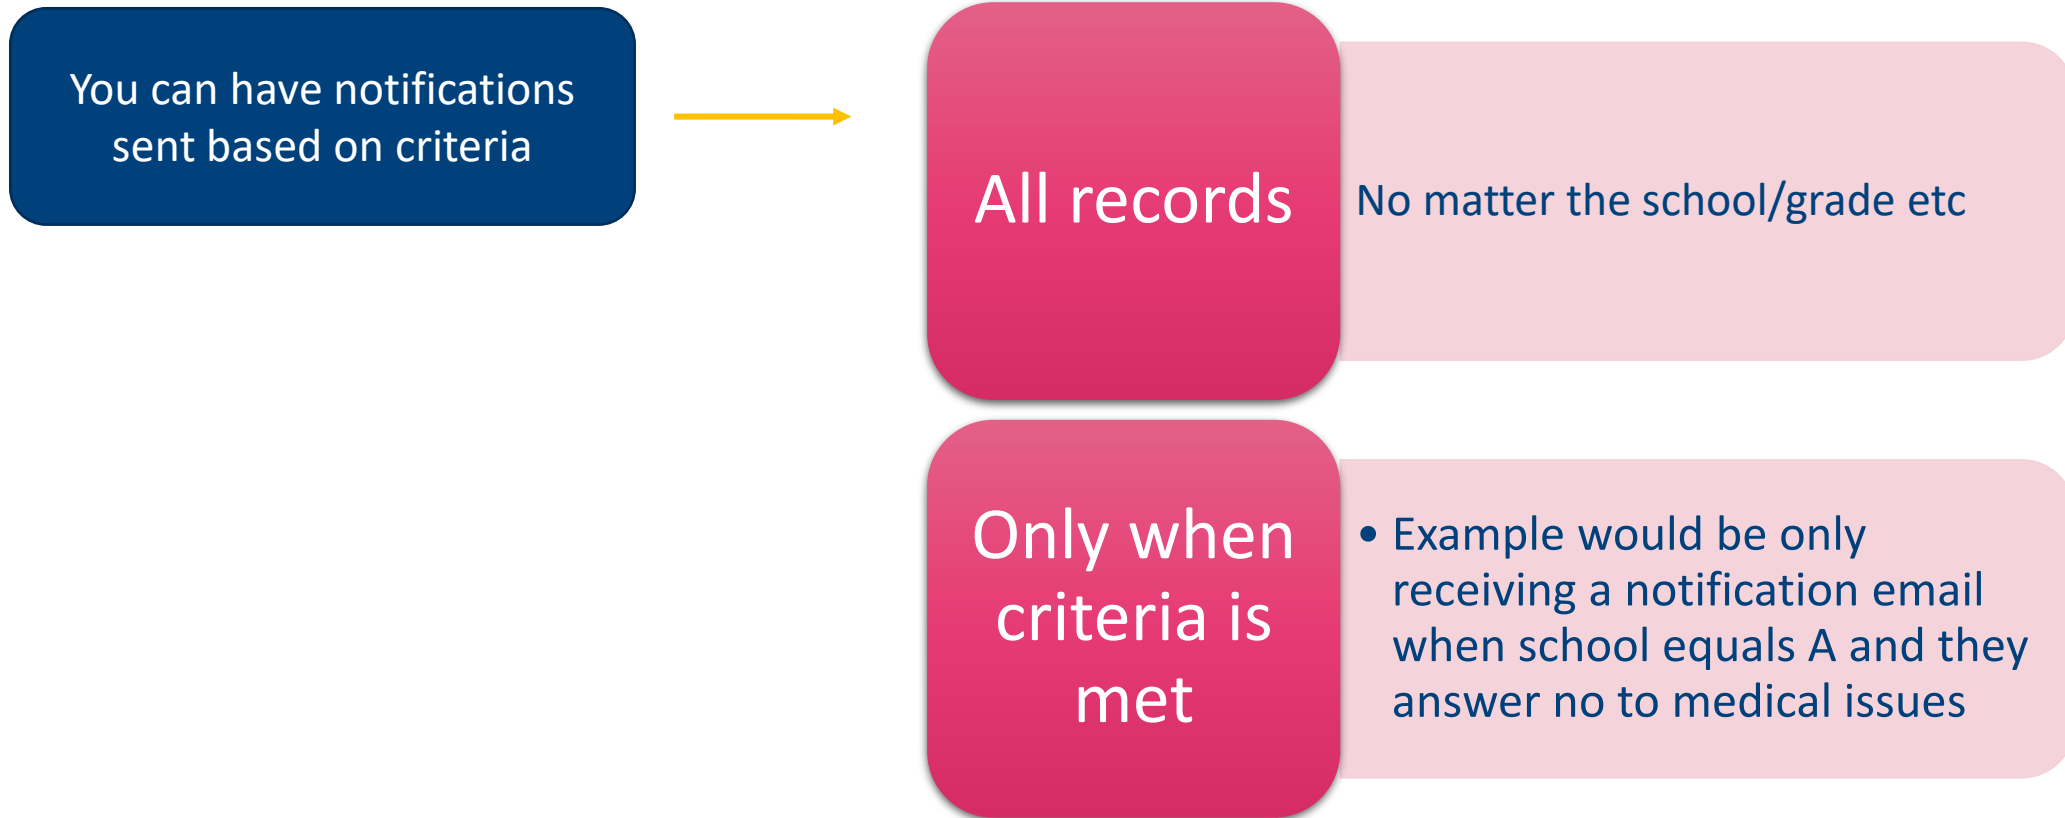 You can have notifications
sent based on criteria
All records
No matter the school/grade etc
Only when
criteria is
met
• Example would be only
receiving a notification email
when school equals A and they
answer no to medical issues